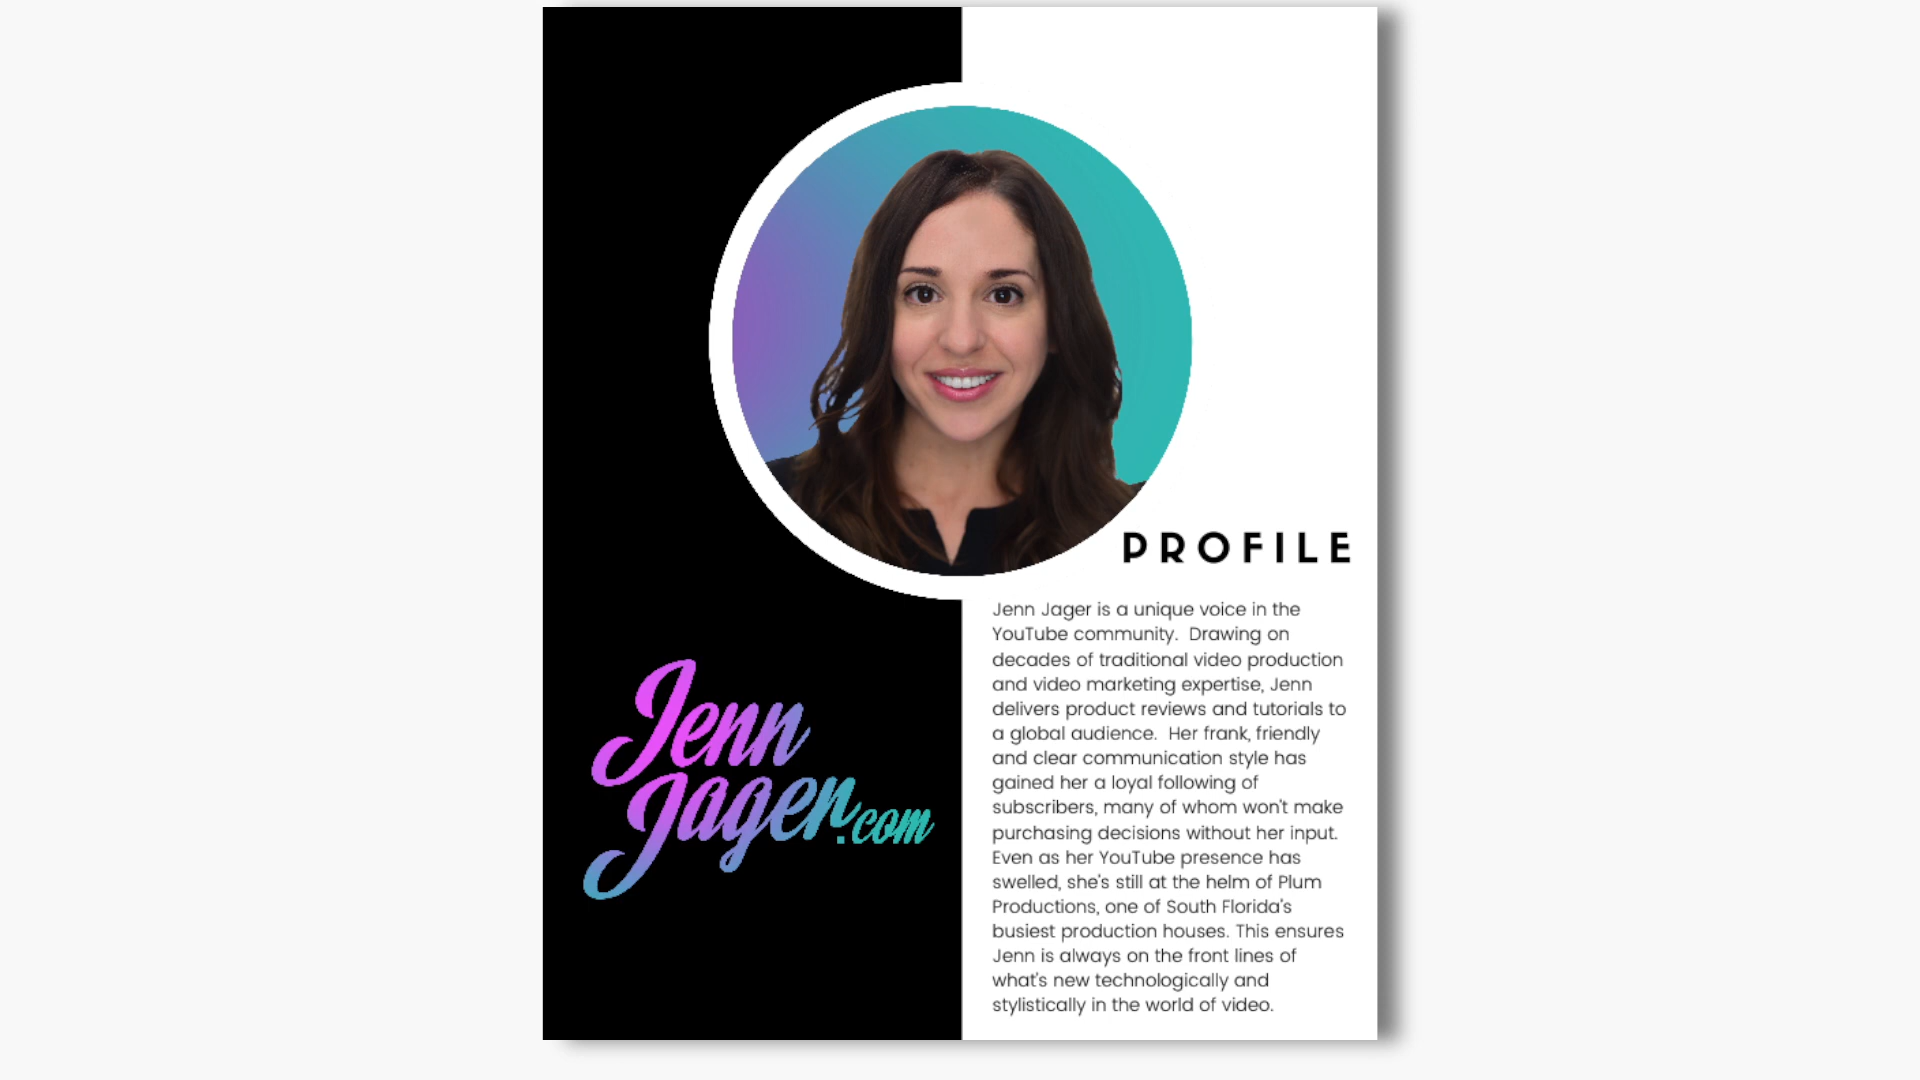 PROFILE
Jenn Jager is a unique voice in the
YouTube community.  Drawing on
decades of traditional video production
and video marketing expertise, Jenn
delivers product reviews and tutorials to
a global audience.  Her frank, friendly
and clear communication style has
gained her a loyal following of
subscribers, many of whom won't make
purchasing decisions without her input.
Even as her YouTube presence has
swelled, she's still at the helm of Plum
Productions, one of South Florida's
busiest production houses. This ensures
Jenn is always on the front lines of
what's new technologically and
stylistically in the world of video.
Jenn
Jager.com